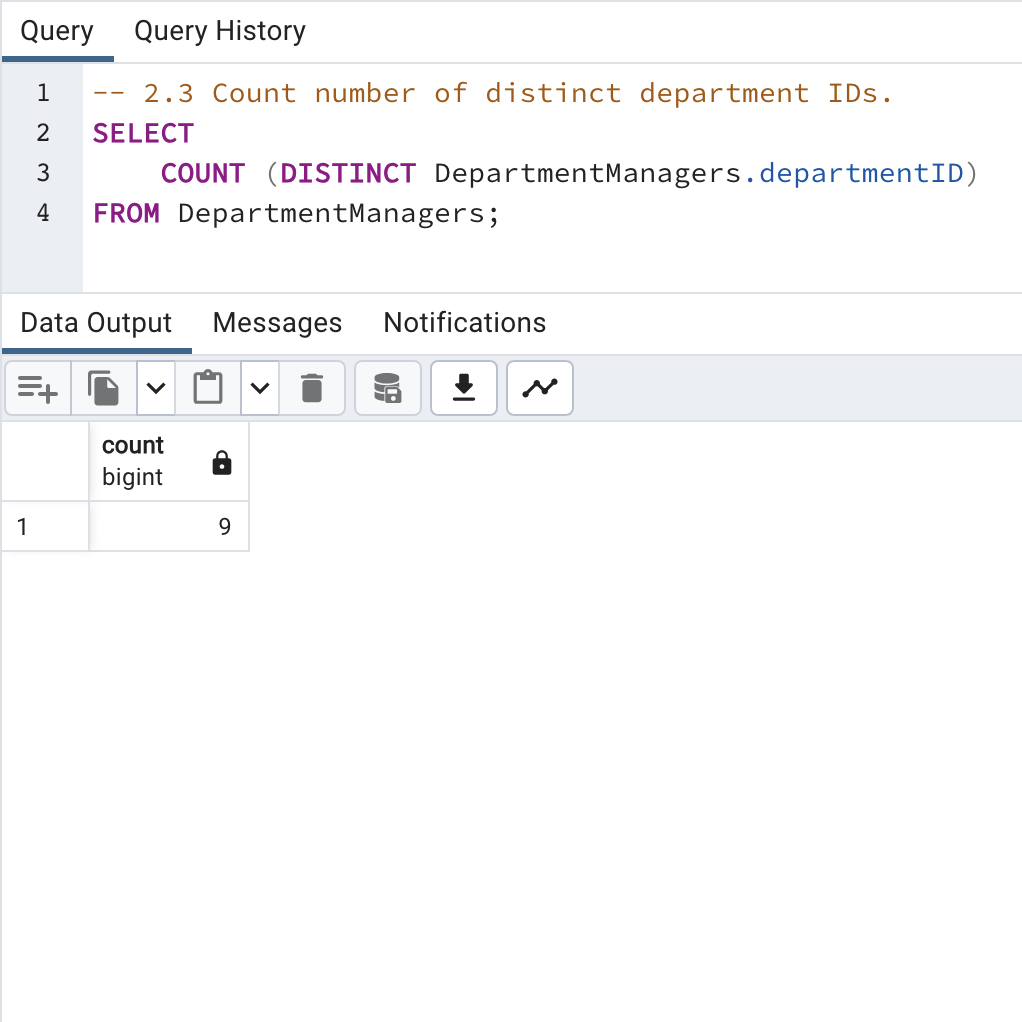 Query Query History
1 -- 2.3 Count number of distinct department IDs.
2 SELECT
3 COUNT (DISTINCT DepartmentManagers.departmentID)
4 FROM DepartmentManagers;
Data Output Messages Notifications
count
bigint
1 9